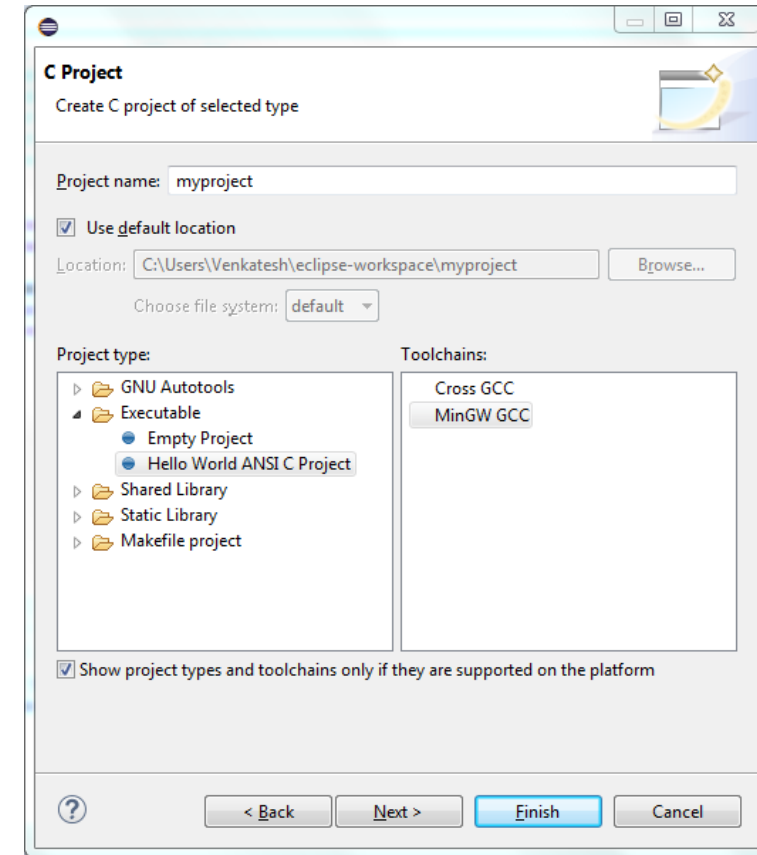 C Project
Create C project of selected type
Project name: myproject
Use default location
Location: C:\Users\Venkatesh\eclipse-workspace\myproject Browse...
Choose file system: default
Project type:
GNU Autotools
Executable
Empty Project
Hello World ANSI C Project
Shared Library
Static Library
Makefile project
Toolchains:
Cross GCC
MinGW GCC
Show project types and toolchains only if they are supported on the platform
? < Back Next > Finish Cancel